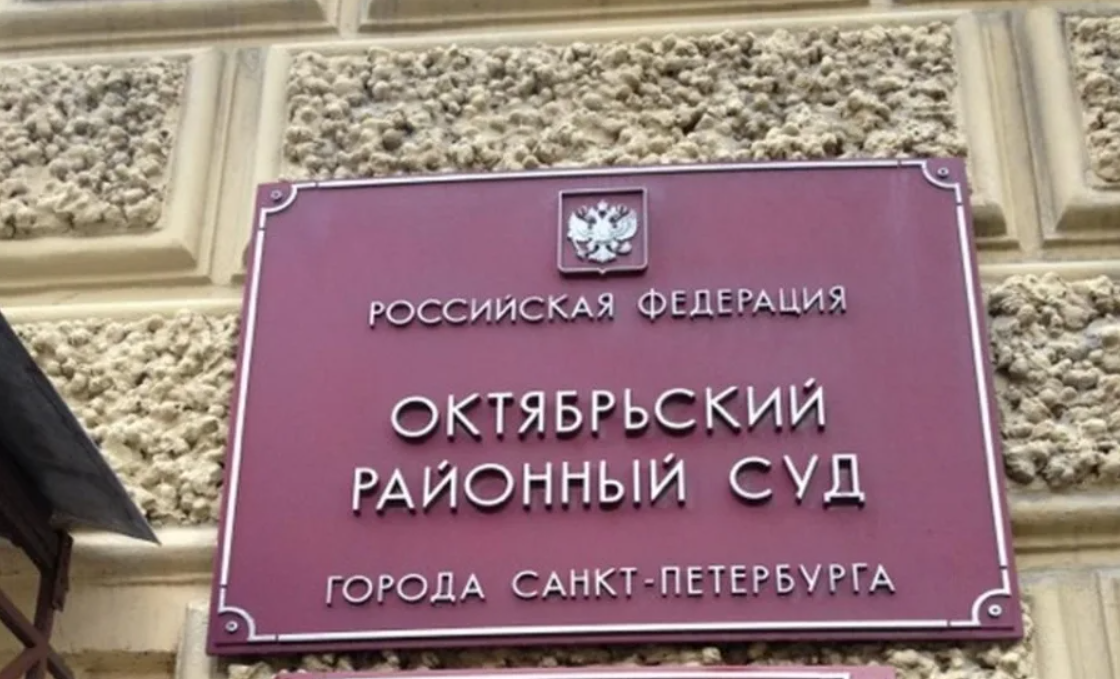 РОССИЙСКАЯ ФЕДЕРАЦИЯ
ОКТЯБРЬСКИЙ
РАЙОННЫЙ СУД
ГОРОДА САНКТ-ПЕТЕРБУРГА